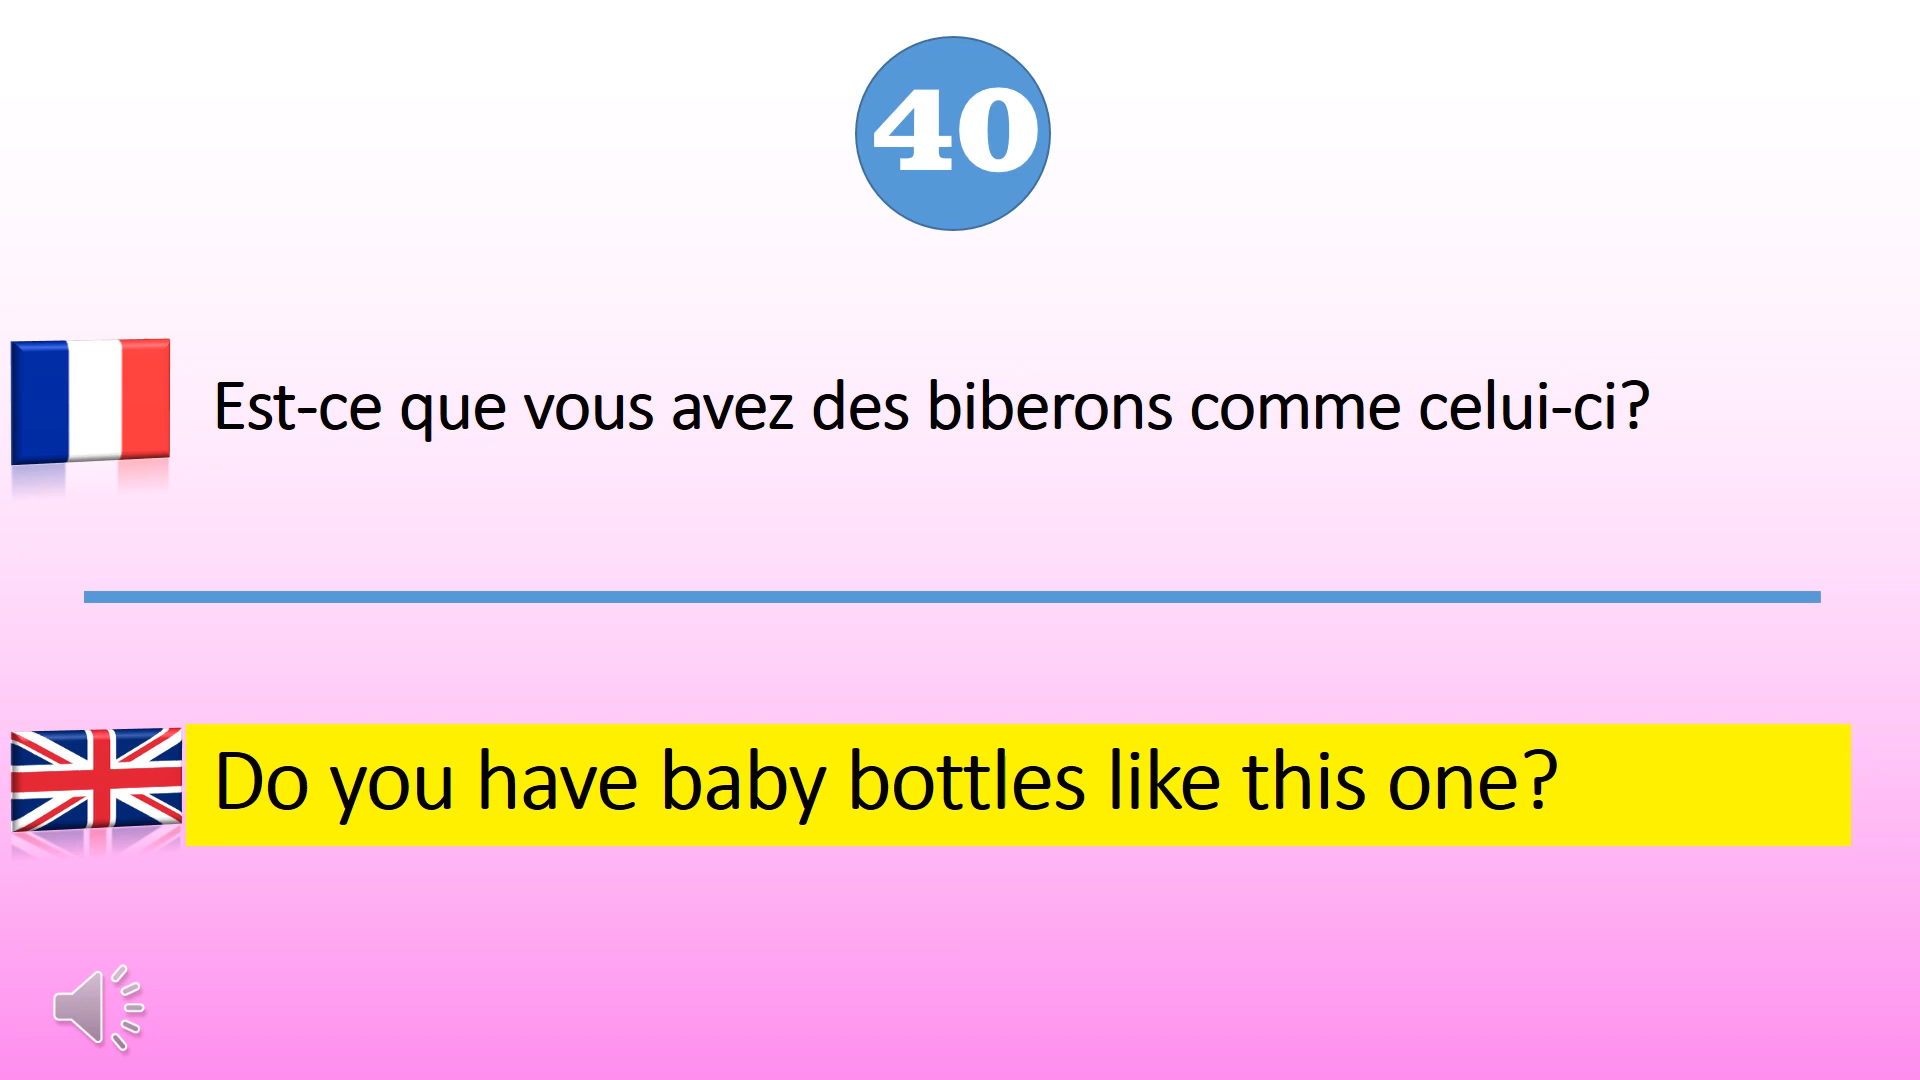 40
Est-ce que vous avez des biberons comme celui-ci?
Do you have baby bottles like this one?